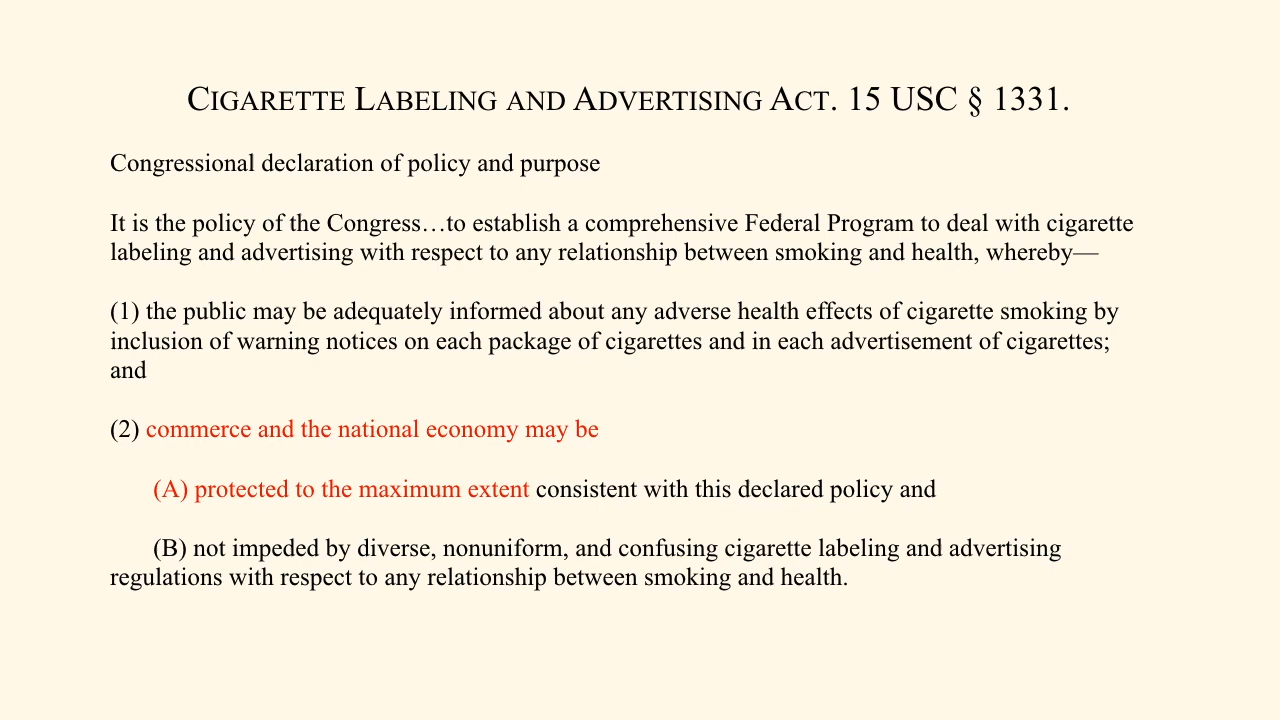 CIGARETTE LABELING AND ADVERTISING ACT. 15 USC § 1331.
Congressional declaration of policy and purpose
It is the policy of the Congress…to establish a comprehensive Federal Program to deal with cigarette
labeling and advertising with respect to any relationship between smoking and health, whereby—
(1) the public may be adequately informed about any adverse health effects of cigarette smoking by
inclusion of warning notices on each package of cigarettes and in each advertisement of cigarettes;
and
(2) commerce and the national economy may be
(A) protected to the maximum extent consistent with this declared policy and
(B) not impeded by diverse, nonuniform, and confusing cigarette labeling and advertising
regulations with respect to any relationship between smoking and health.